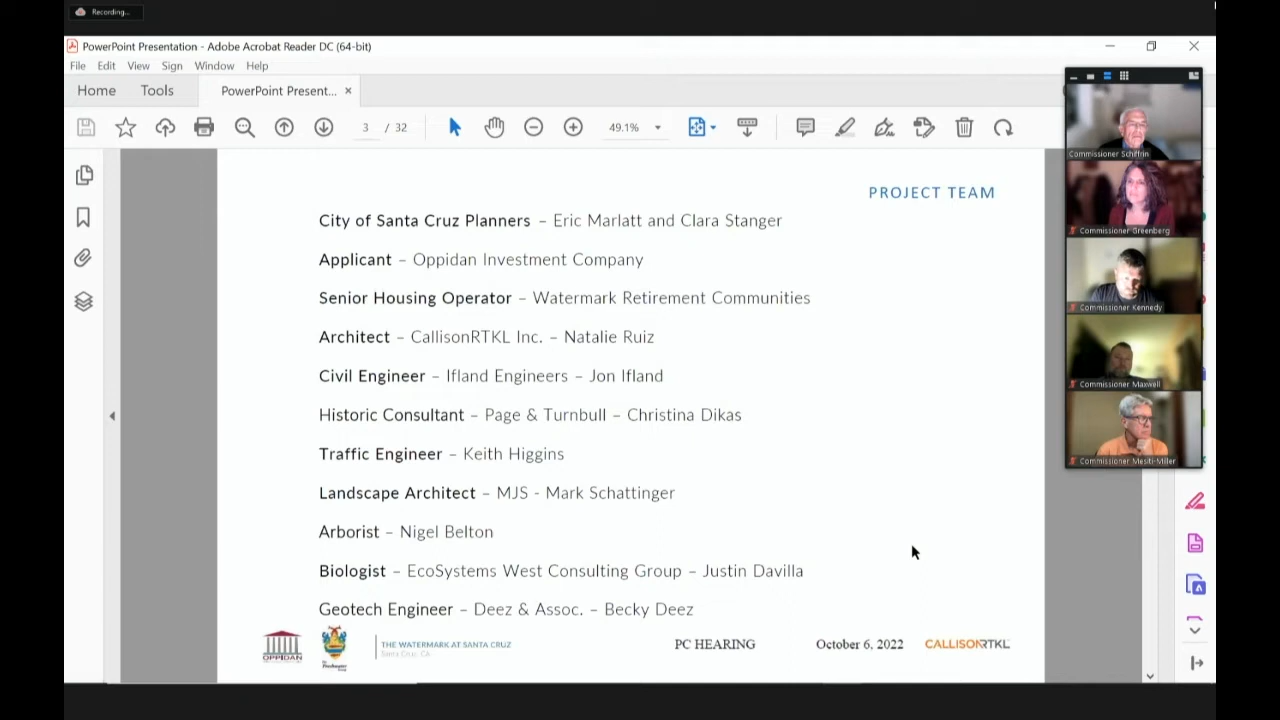 Recording...
PowerPoint Presentation - Adobe Acrobat Reader DC (64-bit)
File Edit View Sign Window Help
Home Tools PowerPoint Present... ×
3 / 32 49.1%
PROJECT TEAM
City of Santa Cruz Planners – Eric Marlatt and Clara Stanger
Applicant – Oppidan Investment Company
Senior Housing Operator – Watermark Retirement Communities
Architect – CallisonRTKL Inc. – Natalie Ruiz
Civil Engineer – Ifland Engineers – Jon Ifland
Historic Consultant – Page & Turnbull – Christina Dikas
Traffic Engineer – Keith Higgins
Landscape Architect – MJS - Mark Schattinger
Arborist – Nigel Belton
Biologist – EcoSystems West Consulting Group – Justin Davilla
Geotech Engineer – Deez & Assoc. – Becky Deez
OPPIDAN
THE WATERMARK AT SANTA CRUZ
Santa Cruz, CA
PC HEARING
October 6, 2022
CALLISONRTKL
Commissioner Schiffrin
Commissioner Greenberg
Commissioner Kennedy
Commissioner Maxwell
Commissioner Mesiti-Miller